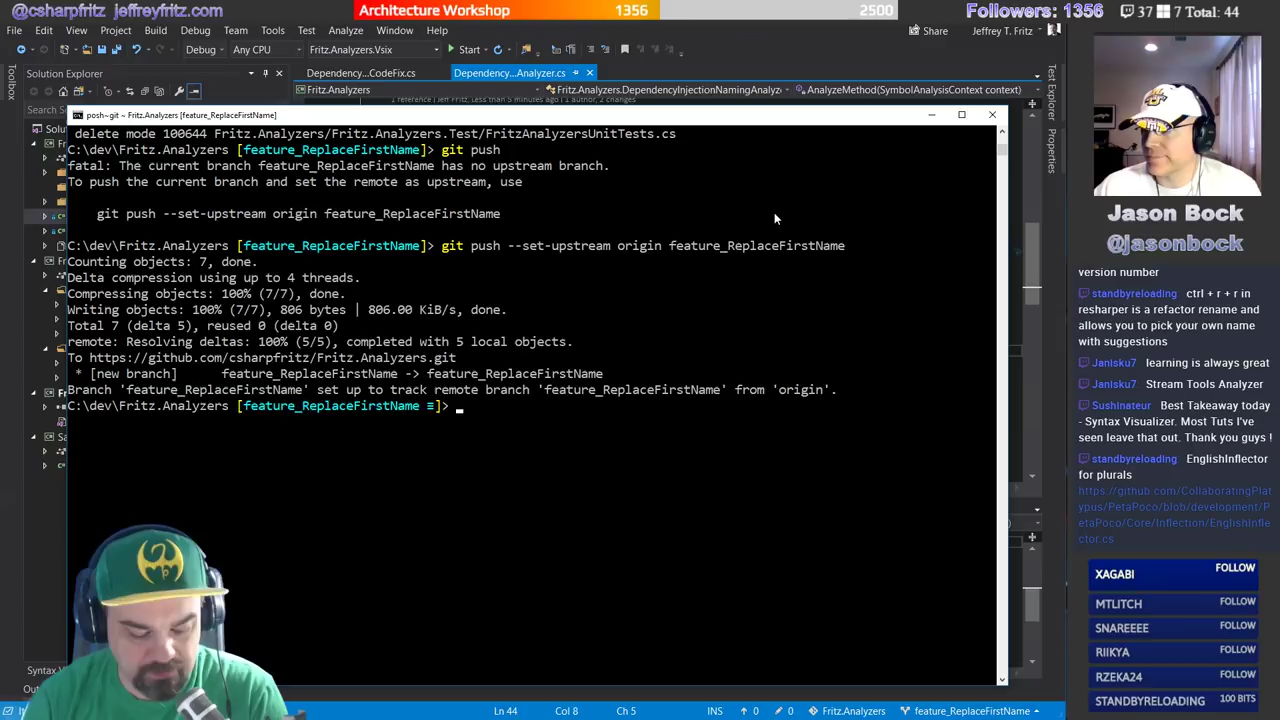 @csharpfritz jeffreyfritz.com
Architecture Workshop 1356 2500
Followers: 1356 37 7 Total: 44
File Edit View Project Build Debug Team Tools Test Analyze Window Help
Share Jeffrey T. Fritz
Debug Any CPU Fritz.Analyzers.Vsix Start
Toolbox
Solution Explorer
Dependency...CodeFix.cs Dependency...Analyzer.cs
Fritz.Analyzers Fritz.Analyzers.DependencyInjectionNamingAnalyz AnalyzeMethod(SymbolAnalysisContext context)
Test Explorer
Properties
posh~git ~ Fritz.Analyzers [feature_ReplaceFirstName]
delete mode 100644 Fritz.Analyzers/Fritz.Analyzers.Test/FritzAnalyzersUnitTests.cs
C:\dev\Fritz.Analyzers [feature_ReplaceFirstName]> git push
fatal: The current branch feature_ReplaceFirstName has no upstream branch.
To push the current branch and set the remote as upstream, use
git push --set-upstream origin feature_ReplaceFirstName
C:\dev\Fritz.Analyzers [feature_ReplaceFirstName]> git push --set-upstream origin feature_ReplaceFirstName
Counting objects: 7, done.
Delta compression using up to 4 threads.
Compressing objects: 100% (7/7), done.
Writing objects: 100% (7/7), 806 bytes | 806.00 KiB/s, done.
Total 7 (delta 5), reused 0 (delta 0)
remote: Resolving deltas: 100% (5/5), completed with 5 local objects.
To https://github.com/csharpfritz/Fritz.Analyzers.git
* [new branch] feature_ReplaceFirstName -> feature_ReplaceFirstName
Branch 'feature_ReplaceFirstName' set up to track remote branch 'feature_ReplaceFirstName' from 'origin'.
C:\dev\Fritz.Analyzers [feature_ReplaceFirstName ≡]>
Jason Bock
@jasonbock
version number
standbyreloading ctrl + r + r in
resharper is a refactor rename and
allows you to pick your own name
with suggestions
Janisku7 learning is always great
Janisku7 Stream Tools Analyzer
Sushinateur Best Takeaway today
- Syntax Visualizer. Most Tuts I've
seen leave that out. Thank you guys !
standbyreloading EnglishInflector
for plurals
https://github.com/CollaboratingPlat
ypus/PetaPoco/blob/development/P
etaPoco/Core/Inflection/EnglishInfle
ctor.cs
XAGABI FOLLOW
MTLITCH FOLLOW
SNAREEEE FOLLOW
RIIKYA FOLLOW
RZEKA24 FOLLOW
STANDBYRELOADING 100 BITS
Ln 44 Col 8 Ch 5 INS 0 0 Fritz.Analyzers feature_ReplaceFirstName